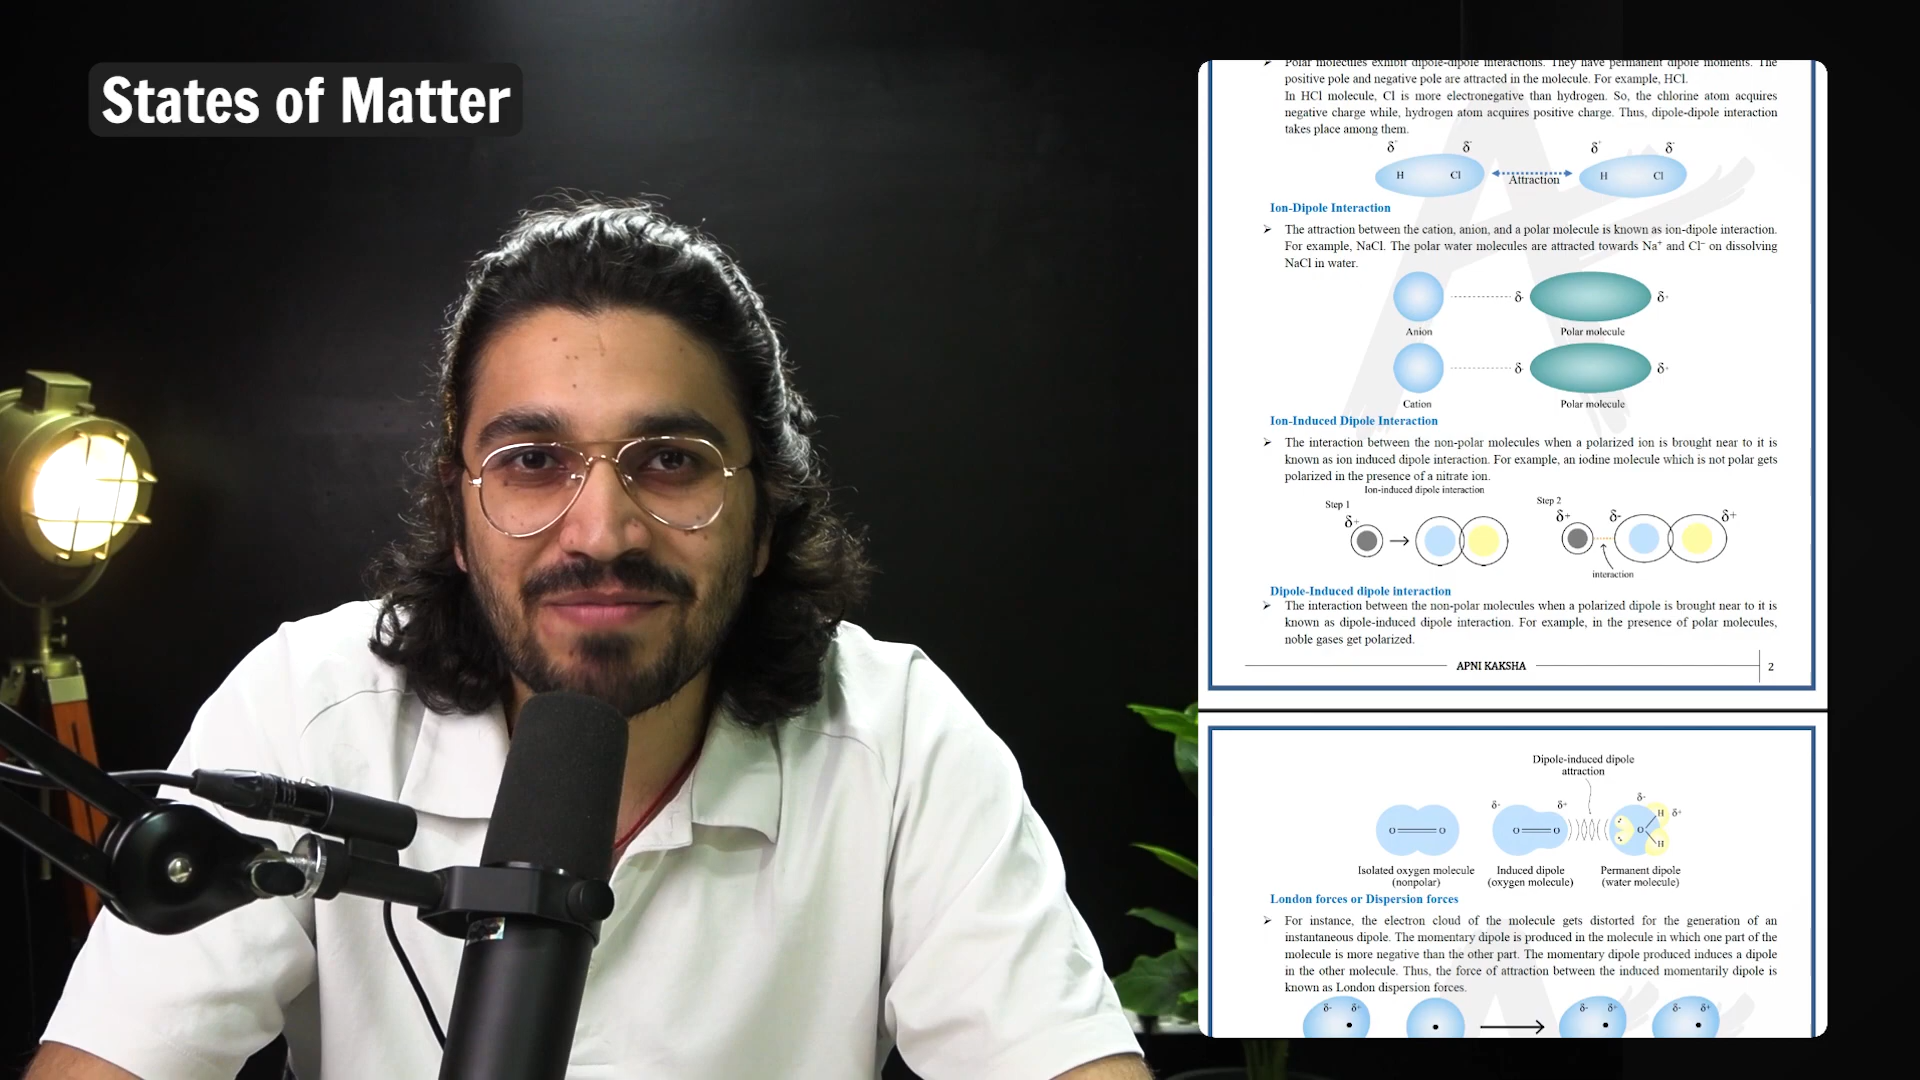 States of Matter
Polar molecules exhibit dipole-dipole interactions. They have permanent dipole moments. The
positive pole and negative pole are attracted in the molecule. For example, HCl.
In HCl molecule, Cl is more electronegative than hydrogen. So, the chlorine atom acquires
negative charge while, hydrogen atom acquires positive charge. Thus, dipole-dipole interaction
takes place among them.
δ⁺ δ⁻ δ⁺ δ⁻
H Cl Attraction H Cl
Ion-Dipole Interaction
➢ The attraction between the cation, anion, and a polar molecule is known as ion-dipole interaction.
For example, NaCl. The polar water molecules are attracted towards Na⁺ and Cl⁻ on dissolving
NaCl in water.
δ- δ+
Anion Polar molecule
δ- δ+
Cation Polar molecule
Ion-Induced Dipole Interaction
➢ The interaction between the non-polar molecules when a polarized ion is brought near to it is
known as ion induced dipole interaction. For example, an iodine molecule which is not polar gets
polarized in the presence of a nitrate ion.
Ion-induced dipole interaction
Step 1 Step 2
δ+ δ+ δ- δ+
interaction
Dipole-Induced dipole interaction
➢ The interaction between the non-polar molecules when a polarized dipole is brought near to it is
known as dipole-induced dipole interaction. For example, in the presence of polar molecules,
noble gases get polarized.
APNI KAKSHA 2
Dipole-induced dipole
attraction
δ- δ+ δ- δ+
O O O O O H
H
Isolated oxygen molecule Induced dipole Permanent dipole
(nonpolar) (oxygen molecule) (water molecule)
London forces or Dispersion forces
➢ For instance, the electron cloud of the molecule gets distorted for the generation of an
instantaneous dipole. The momentary dipole is produced in the molecule in which one part of the
molecule is more negative than the other part. The momentary dipole produced induces a dipole
in the other molecule. Thus, the force of attraction between the induced momentarily dipole is
known as London dispersion forces.
δ- δ+ δ- δ+ δ- δ+